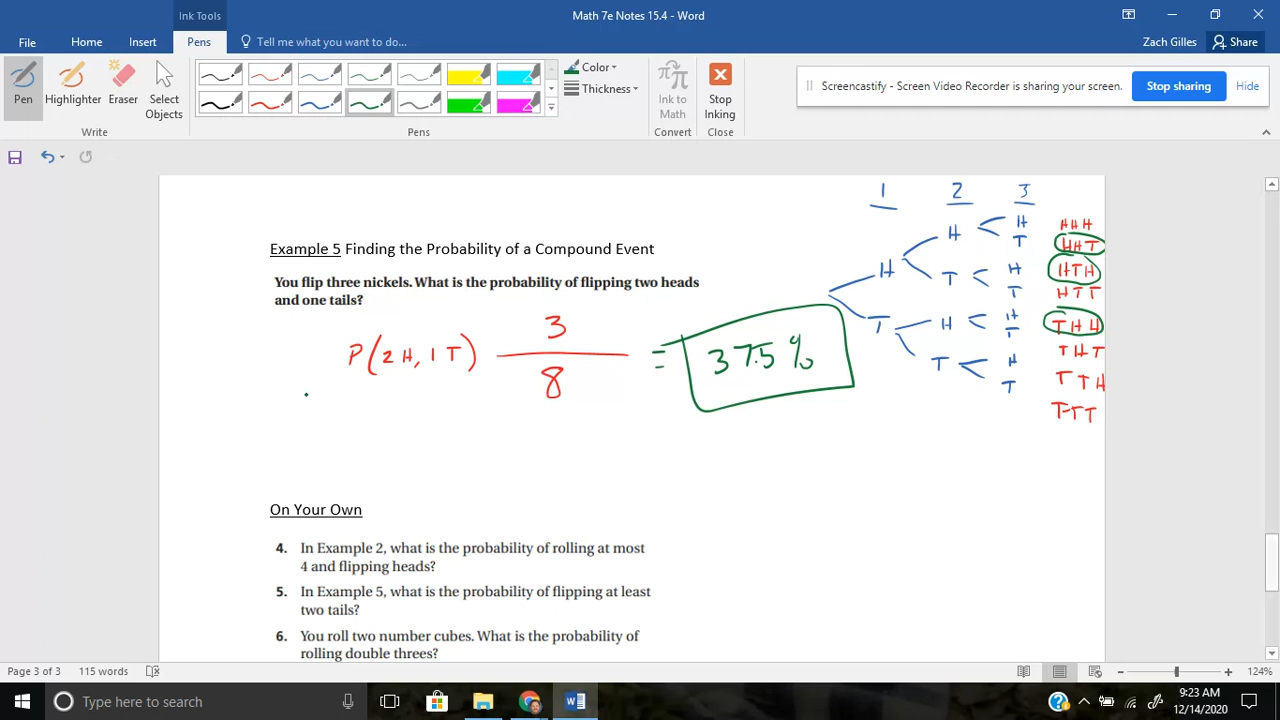 Ink Tools
Math 7e Notes 15.4 - Word
File Home Insert Pens Tell me what you want to do...
Zach Gilles Share
Pen Highlighter Eraser Select Objects
Color
Thickness
Ink to Math
Stop Inking
Write Pens Convert Close
Screencastify - Screen Video Recorder is sharing your screen. Stop sharing Hide
Example 5 Finding the Probability of a Compound Event
You flip three nickels. What is the probability of flipping two heads
and one tails?
P(2H, 1T) 3
8
= 37.5%
1 2 3
H H H
T
T H
T
T H H
T
T H
T
HHH
HHT
HTH
HTT
THH
THT
TTH
TTT
On Your Own
4. In Example 2, what is the probability of rolling at most
4 and flipping heads?
5. In Example 5, what is the probability of flipping at least
two tails?
6. You roll two number cubes. What is the probability of
rolling double threes?
Page 3 of 3 115 words
124%
Type here to search
9:23 AM
12/14/2020